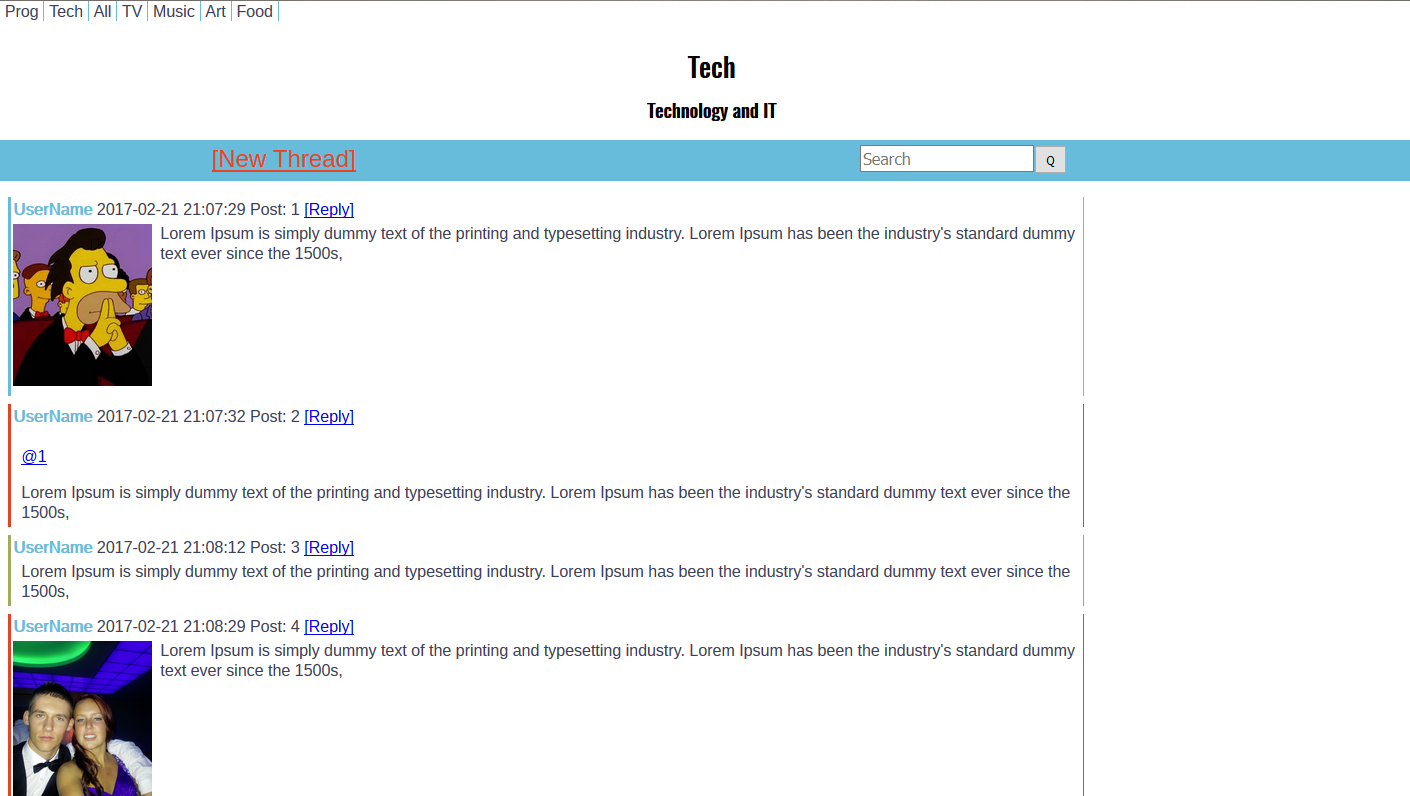 Prog Tech All TV Music Art Food
Tech
Technology and IT
[New Thread] Search Q
UserName 2017-02-21 21:07:29 Post: 1 [Reply]
Lorem Ipsum is simply dummy text of the printing and typesetting industry. Lorem Ipsum has been the industry's standard dummy
text ever since the 1500s,
UserName 2017-02-21 21:07:32 Post: 2 [Reply]
@1
Lorem Ipsum is simply dummy text of the printing and typesetting industry. Lorem Ipsum has been the industry's standard dummy text ever since the
1500s,
UserName 2017-02-21 21:08:12 Post: 3 [Reply]
Lorem Ipsum is simply dummy text of the printing and typesetting industry. Lorem Ipsum has been the industry's standard dummy text ever since the
1500s,
UserName 2017-02-21 21:08:29 Post: 4 [Reply]
Lorem Ipsum is simply dummy text of the printing and typesetting industry. Lorem Ipsum has been the industry's standard dummy
text ever since the 1500s,